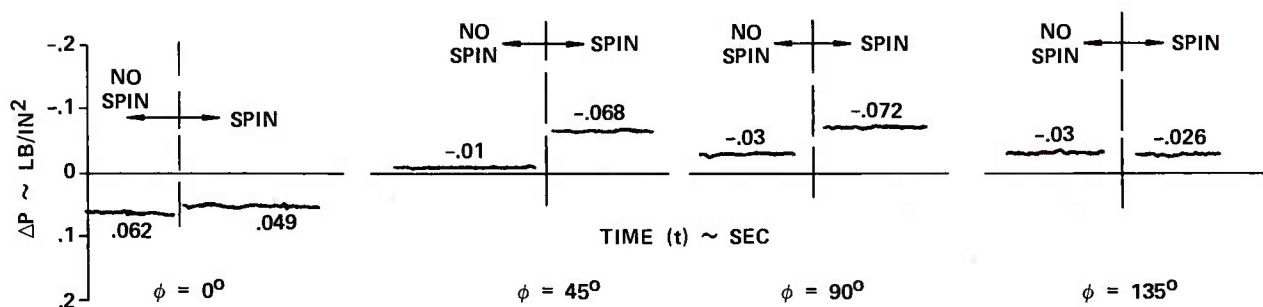 -.2
-.1
0
.1
.2
ΔP ~ LB/IN²
NO
SPIN
SPIN
.062
.049
φ = 0°
NO
SPIN
SPIN
-.01
-.068
φ = 45°
NO
SPIN
SPIN
-.03
-.072
φ = 90°
NO
SPIN
SPIN
-.03
-.026
φ = 135°
TIME (t) ~ SEC